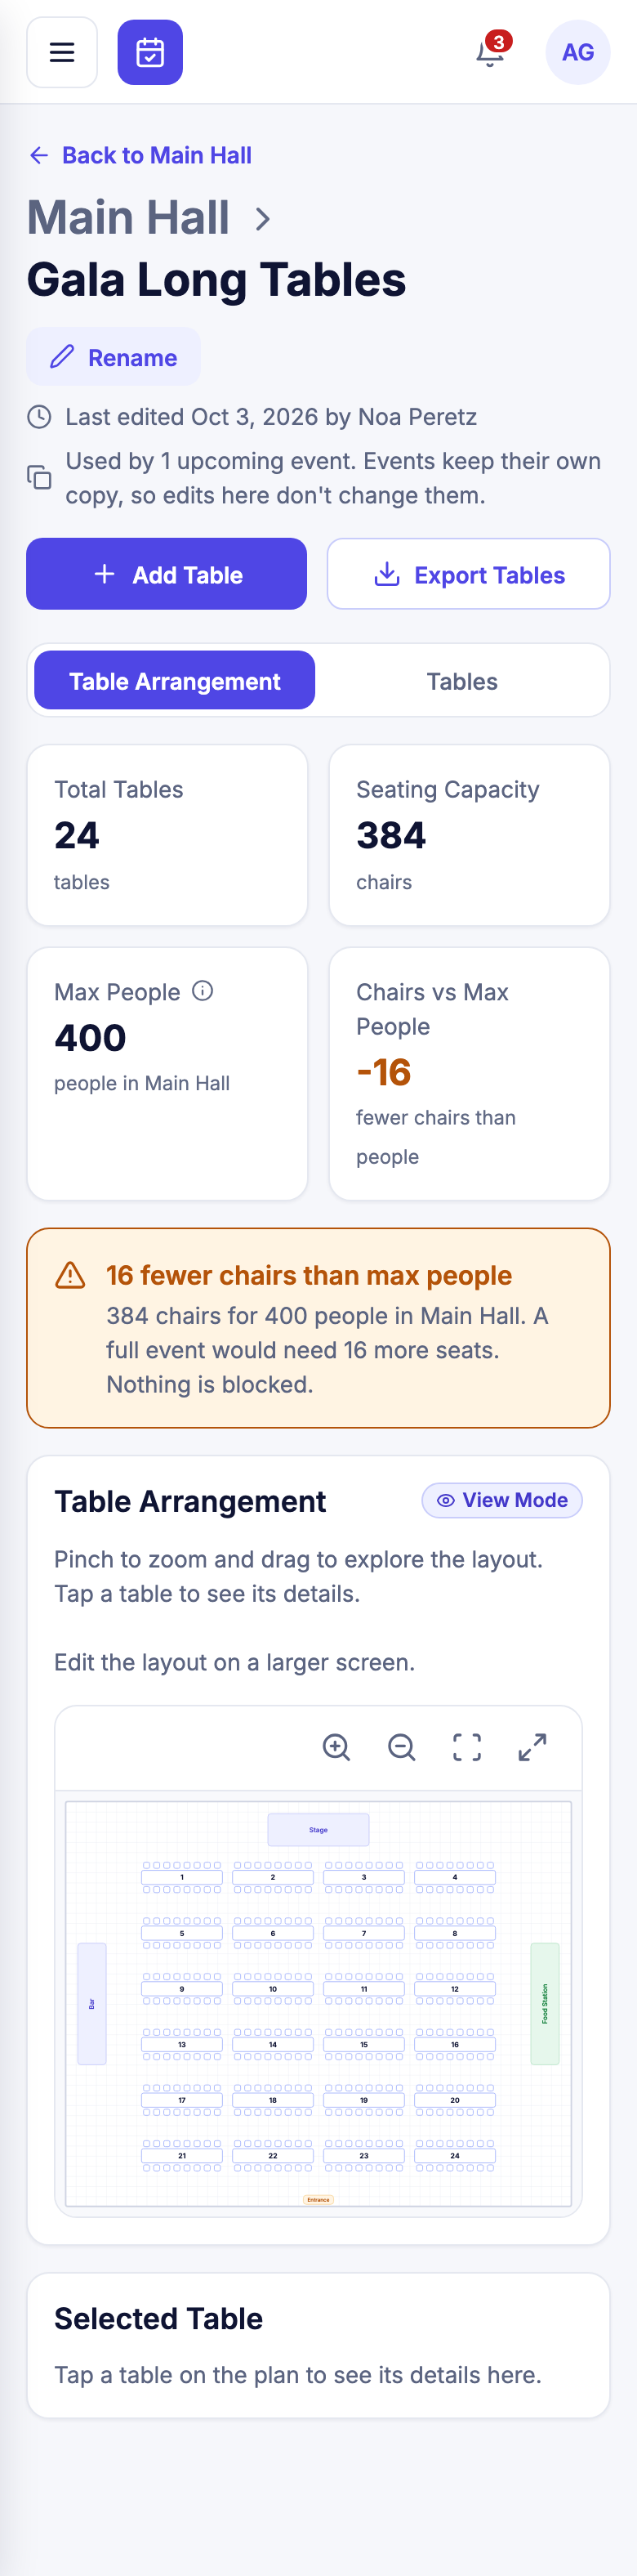 3
AG
Back to Main Hall
Main Hall
Gala Long Tables
Rename
Last edited Oct 3, 2026 by Noa Peretz
Used by 1 upcoming event. Events keep their own
copy, so edits here don't change them.
Add Table
Export Tables
Table Arrangement
Tables
Total Tables
24
tables
Seating Capacity
384
chairs
Max People
400
people in Main Hall
Chairs vs Max
People
-16
fewer chairs than
people
16 fewer chairs than max people
384 chairs for 400 people in Main Hall. A
full event would need 16 more seats.
Nothing is blocked.
Table Arrangement
View Mode
Pinch to zoom and drag to explore the layout.
Tap a table to see its details.
Edit the layout on a larger screen.
Stage
1 2 3 4
5 6 7 8
9 10 11 12
Bar
Food Station
13 14 15 16
17 18 19 20
21 22 23 24
Entrance
Selected Table
Tap a table on the plan to see its details here.